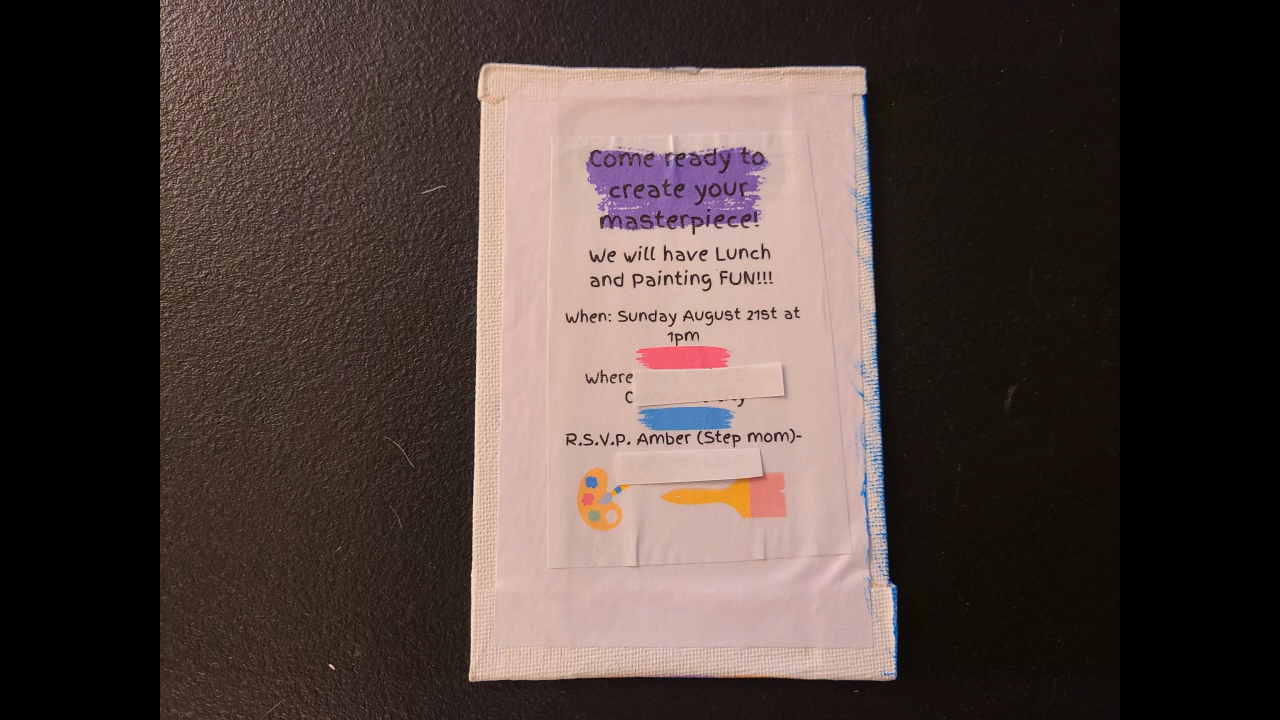 Come ready to
create your
masterpiece!
We will have Lunch
and Painting FUN!!!
When: Sunday August 21st at
1pm
Where
R.S.V.P. Amber (Step mom)-